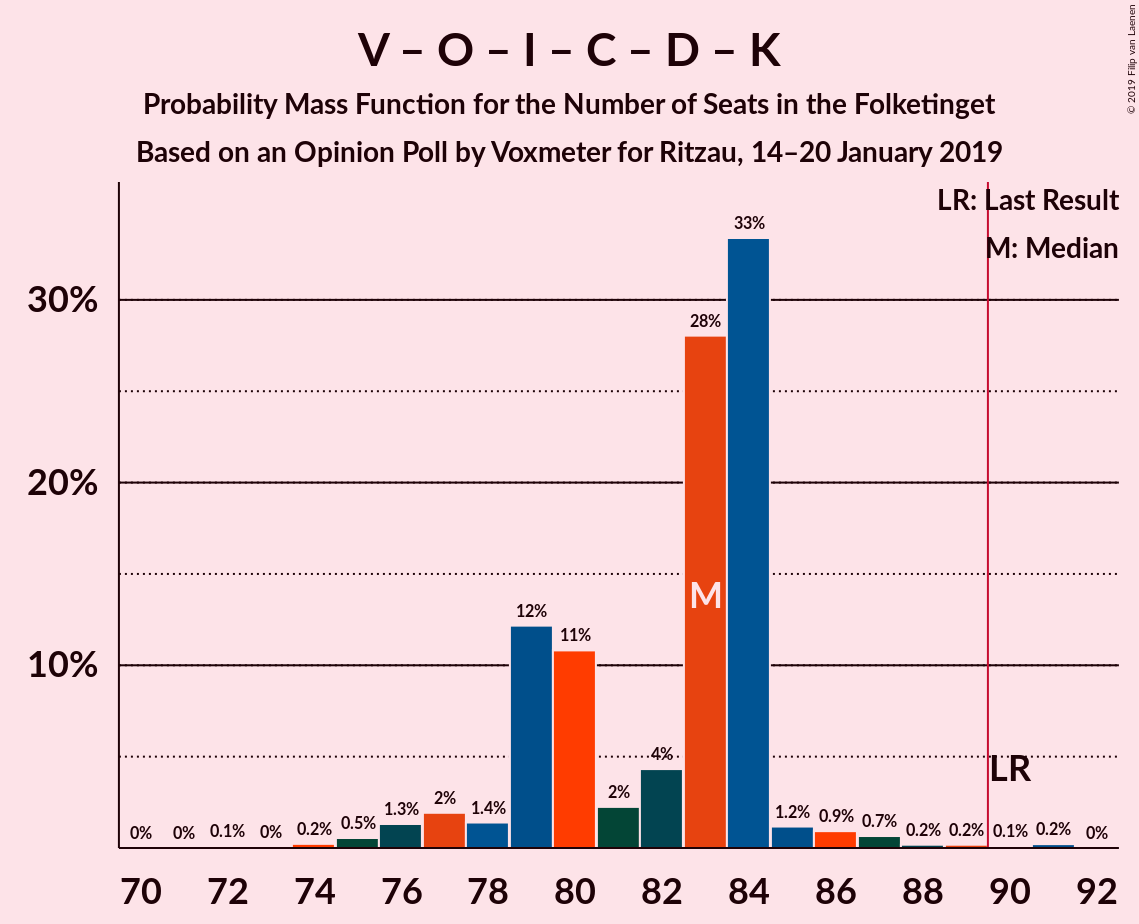 V – O – I – C – D – K
Probability Mass Function for the Number of Seats in the Folketinget
Based on an Opinion Poll by Voxmeter for Ritzau, 14–20 January 2019
© 2019 Filip van Laenen
LR: Last Result
M: Median
30%
20%
10%
0% 0% 0.1% 0% 0.2% 0.5% 1.3% 2% 1.4% 12% 11% 2% 4% 28% 33% 1.2% 0.9% 0.7% 0.2% 0.2% 0.1% 0.2% 0%
M
LR
70 72 74 76 78 80 82 84 86 88 90 92